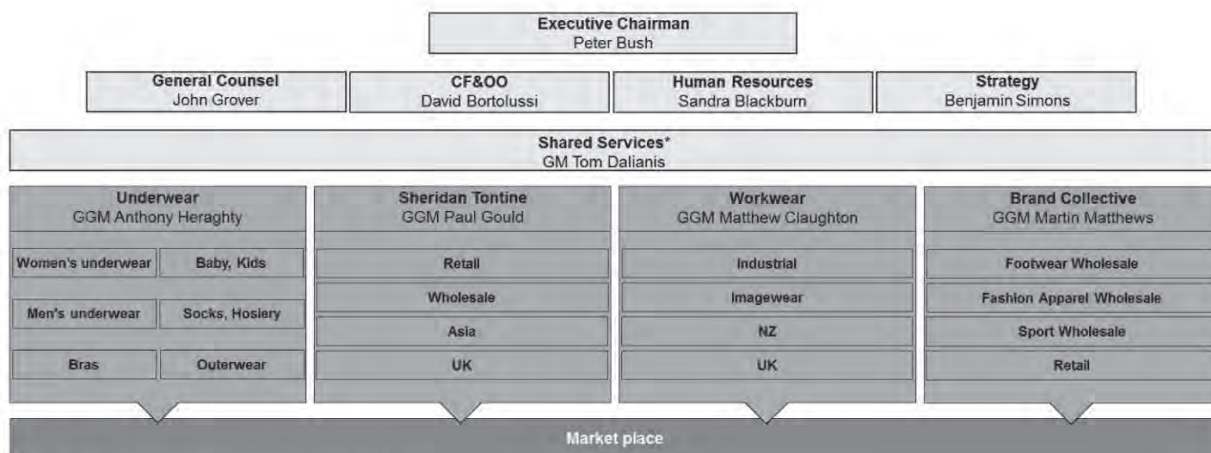 Executive Chairman
Peter Bush
General Counsel
John Grover
CF&OO
David Bortolussi
Human Resources
Sandra Blackburn
Strategy
Benjamin Simons
Shared Services*
GM Tom Dalianis
Underwear
GGM Anthony Heraghty
Women's underwear
Baby, Kids
Men's underwear
Socks, Hosiery
Bras
Outerwear
Sheridan Tontine
GGM Paul Gould
Retail
Wholesale
Asia
UK
Workwear
GGM Matthew Claughton
Industrial
Imagewear
NZ
UK
Brand Collective
GGM Martin Matthews
Footwear Wholesale
Fashion Apparel Wholesale
Sport Wholesale
Retail
Market place